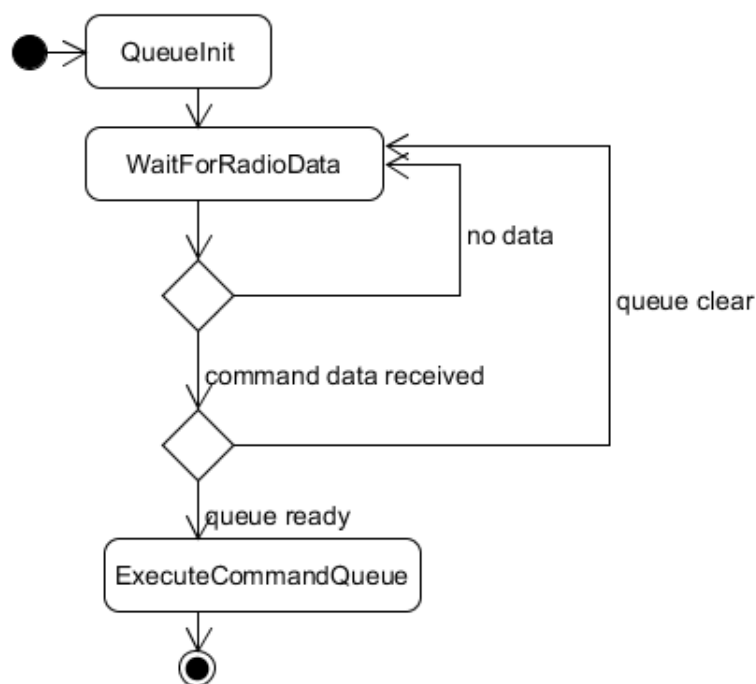 QueueInit
WaitForRadioData
no data
queue clear
command data received
queue ready
ExecuteCommandQueue